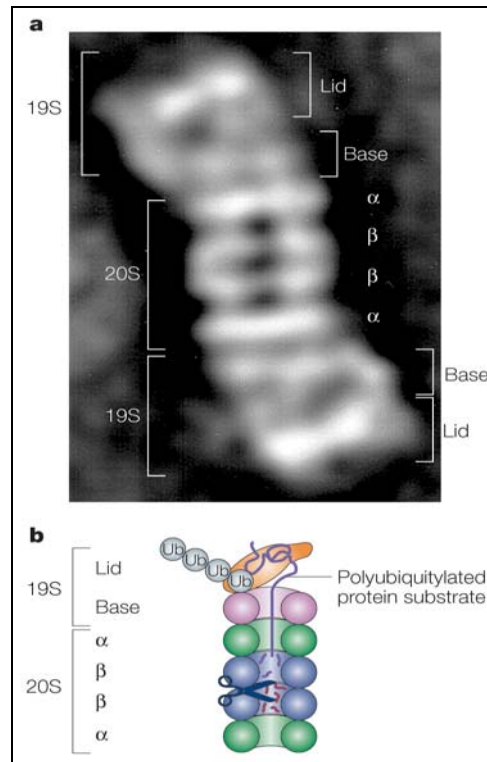 a
19S
Lid
Base
α
β
20S
β
α
Base
19S
Lid
b
Ub Ub Ub Ub
Lid
19S
Polyubiquitylated
protein substrate
Base
α
β
20S
β
α